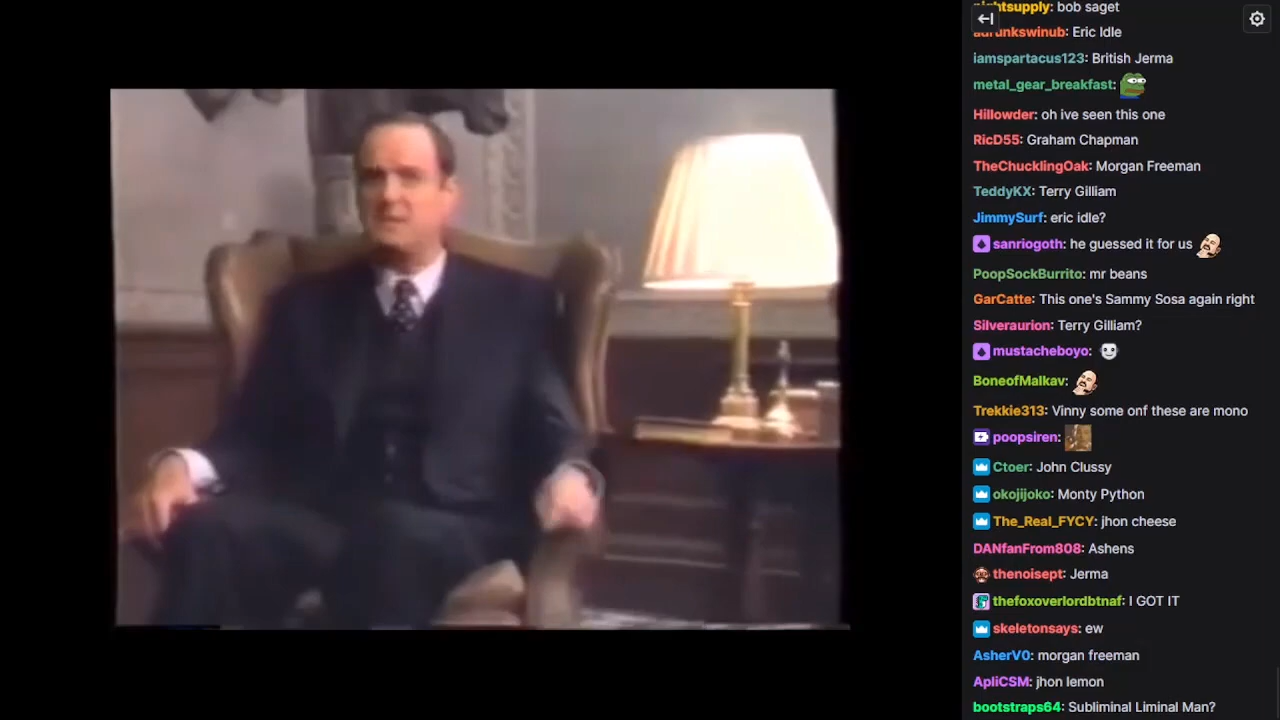 nightsupply: bob saget
adrunkswinub: Eric Idle
iamspartacus123: British Jerma
metal_gear_breakfast:
Hillowder: oh ive seen this one
RicD55: Graham Chapman
TheChucklingOak: Morgan Freeman
TeddyKX: Terry Gilliam
JimmySurf: eric idle?
sanriogoth: he guessed it for us
PoopSockBurrito: mr beans
GarCatte: This one's Sammy Sosa again right
Silveraurion: Terry Gilliam?
mustacheboyo:
BoneofMalkav:
Trekkie313: Vinny some onf these are mono
poopsiren:
Ctoer: John Clussy
okojijoko: Monty Python
The_Real_FYCY: jhon cheese
DANfanFrom808: Ashens
thenoisept: Jerma
thefoxoverlordbtnaf: I GOT IT
skeletonsays: ew
AsherV0: morgan freeman
ApliCSM: jhon lemon
bootstraps64: Subliminal Liminal Man?